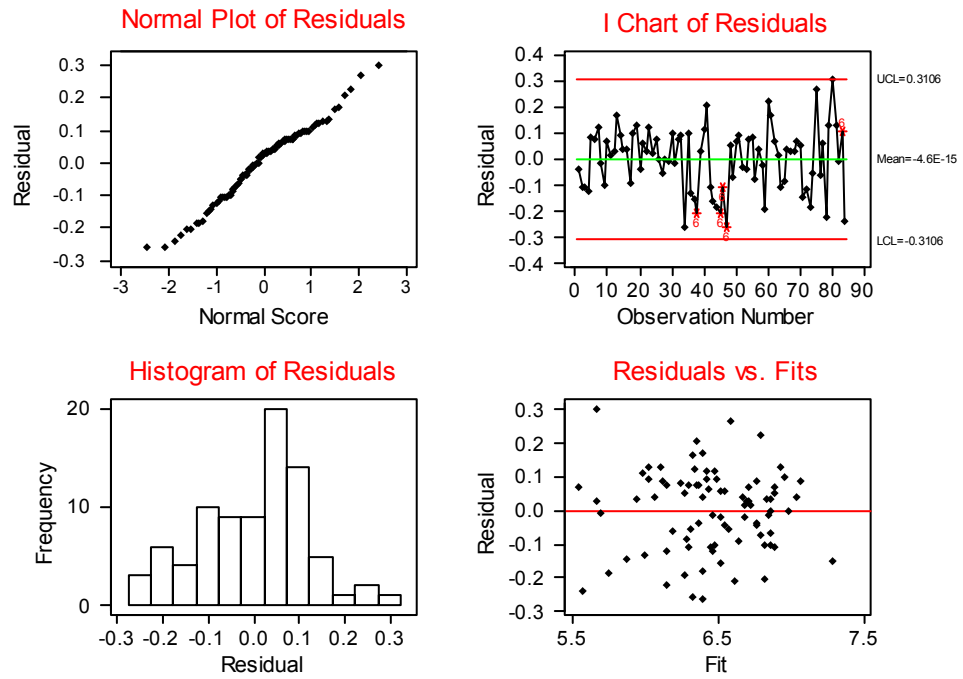 Normal Plot of Residuals
Residual
0.3
0.2
0.1
0.0
-0.1
-0.2
-0.3
-3 -2 -1 0 1 2 3
Normal Score
I Chart of Residuals
Residual
0.4
0.3
0.2
0.1
0.0
-0.1
-0.2
-0.3
-0.4
UCL=0.3106
Mean=-4.6E-15
LCL=-0.3106
6
6
6
6
6
0 10 20 30 40 50 60 70 80 90
Observation Number
Histogram of Residuals
Frequency
20
10
0
-0.3 -0.2 -0.1 0.0 0.1 0.2 0.3
Residual
Residuals vs. Fits
Residual
0.3
0.2
0.1
0.0
-0.1
-0.2
-0.3
5.5 6.5 7.5
Fit